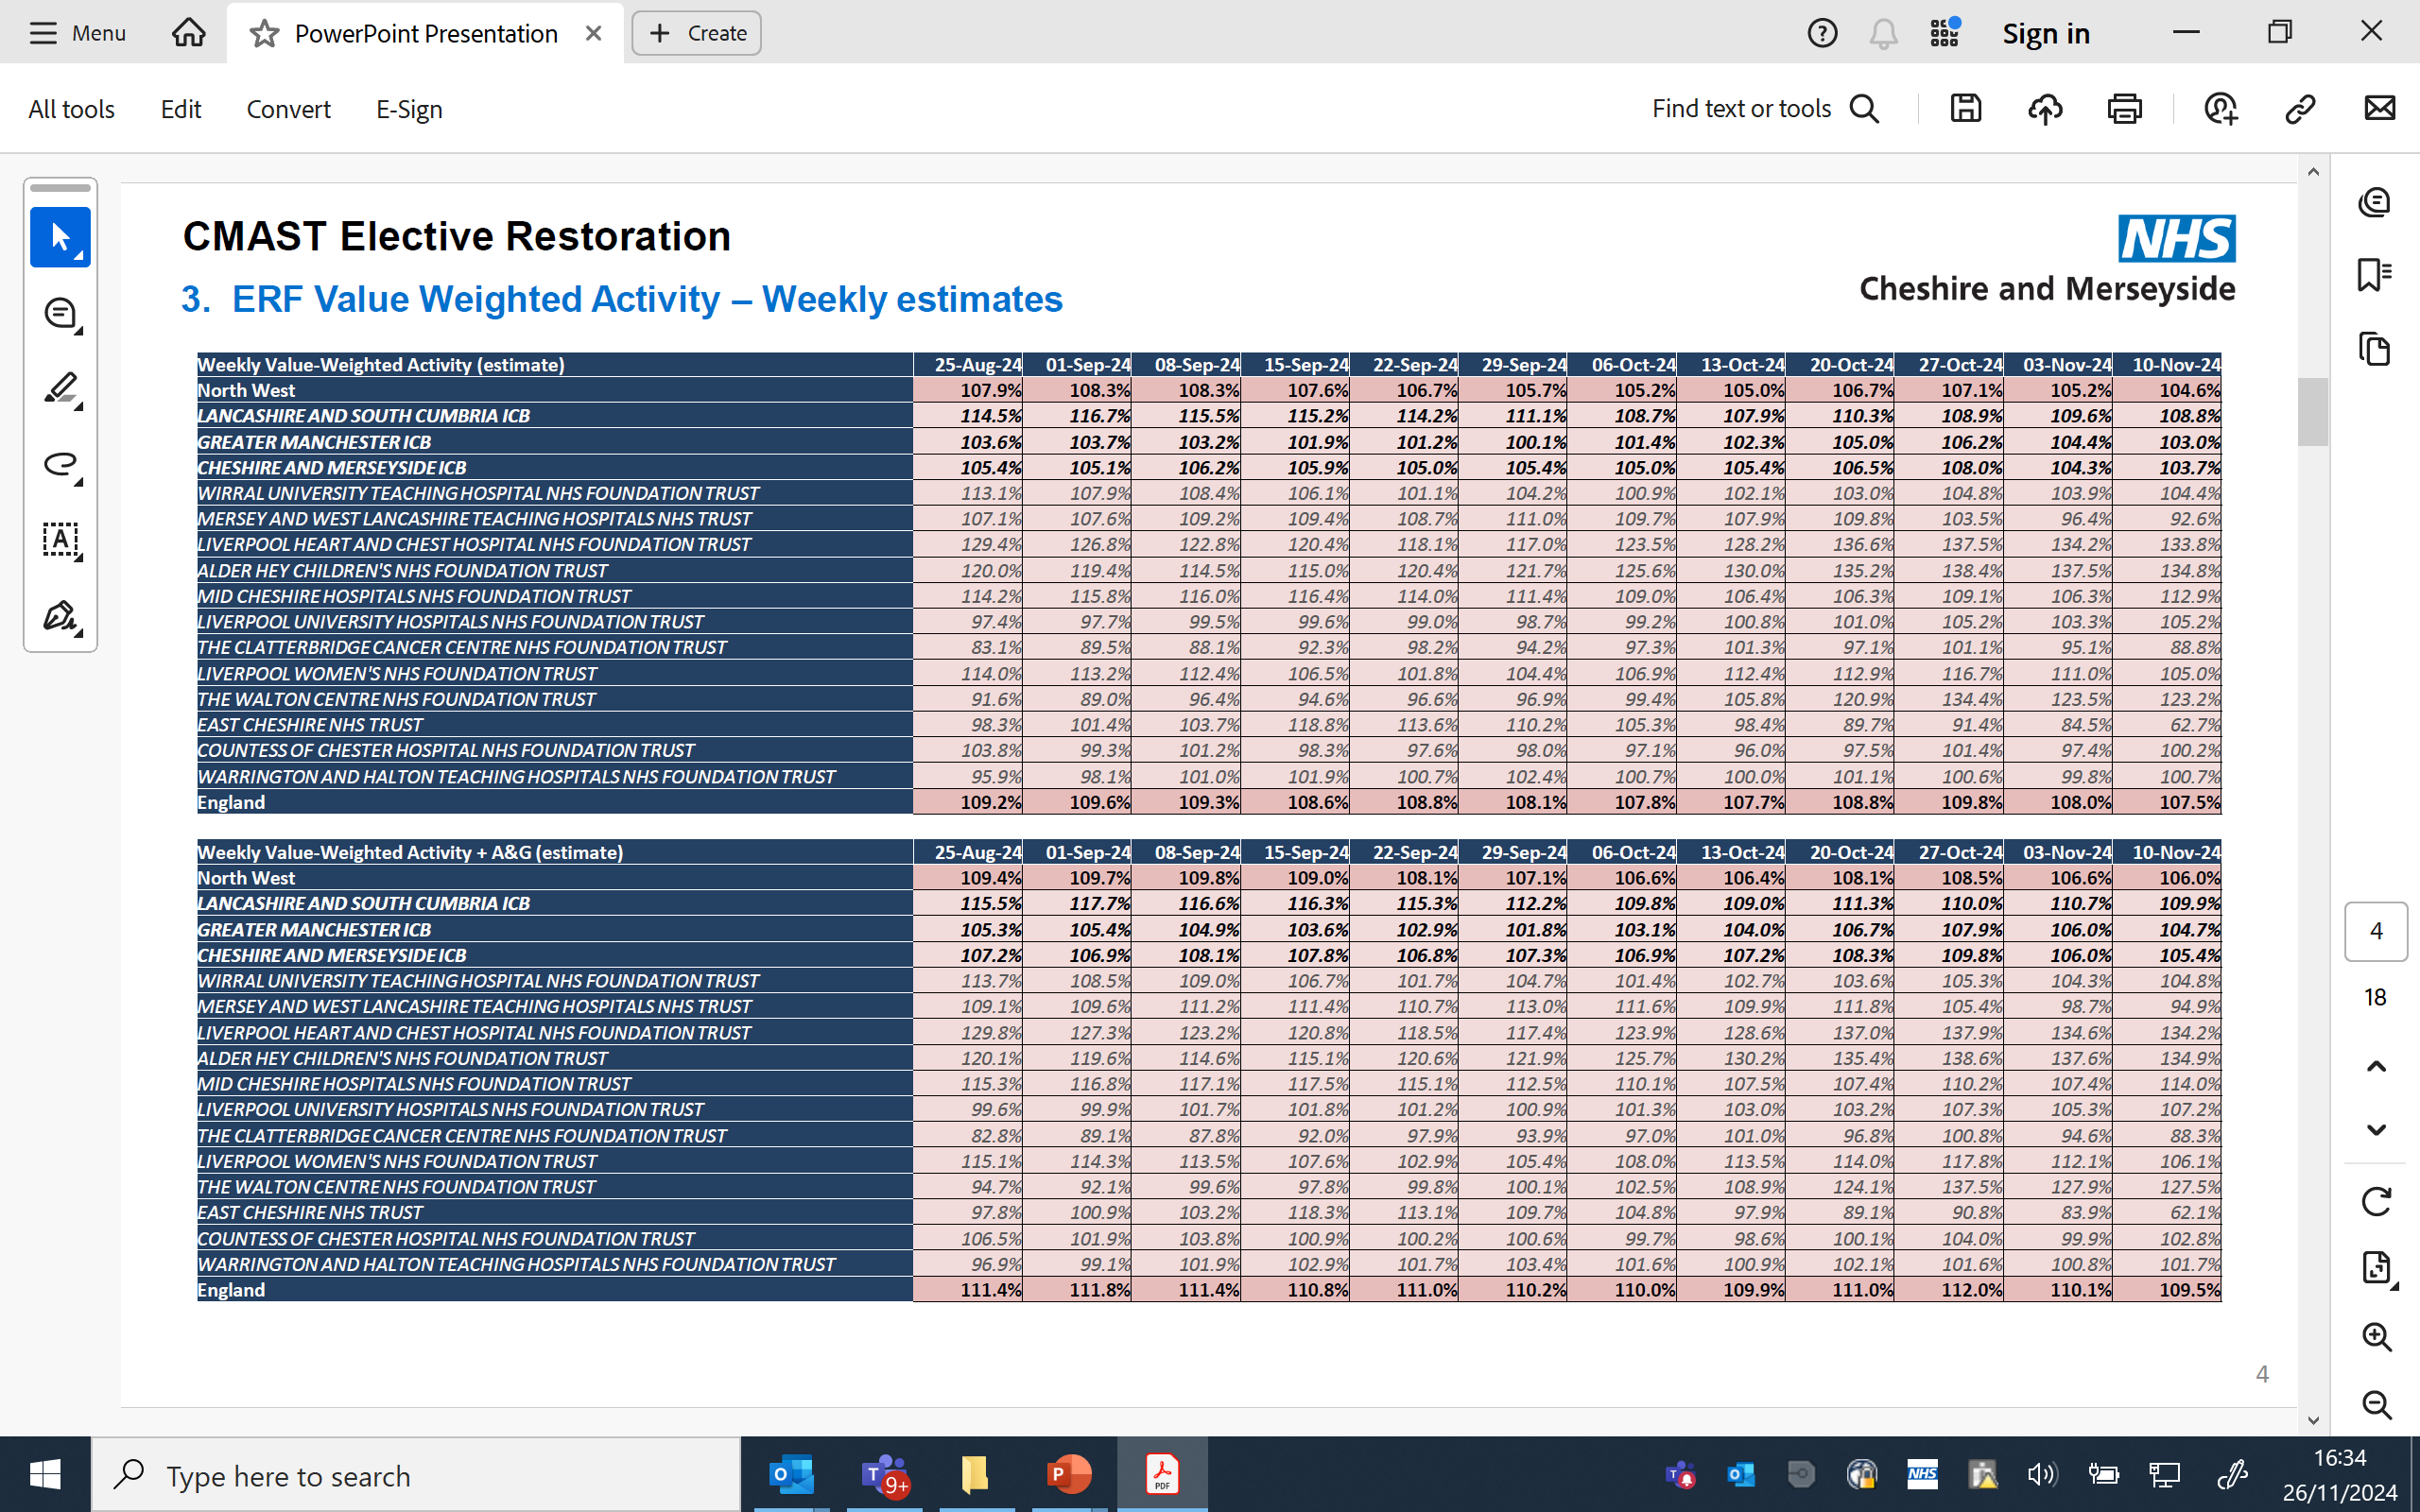 Menu PowerPoint Presentation Create Sign in
All tools Edit Convert E-Sign Find text or tools
CMAST Elective Restoration
NHS
Cheshire and Merseyside
3. ERF Value Weighted Activity – Weekly estimates
Weekly Value-Weighted Activity (estimate) 25-Aug-24 01-Sep-24 08-Sep-24 15-Sep-24 22-Sep-24 29-Sep-24 06-Oct-24 13-Oct-24 20-Oct-24 27-Oct-24 03-Nov-24 10-Nov-24
North West 107.9% 108.3% 108.3% 107.6% 106.7% 105.7% 105.2% 105.0% 106.7% 107.1% 105.2% 104.6%
LANCASHIRE AND SOUTH CUMBRIA ICB 114.5% 116.7% 115.5% 115.2% 114.2% 111.1% 108.7% 107.9% 110.3% 108.9% 109.6% 108.8%
GREATER MANCHESTER ICB 103.6% 103.7% 103.2% 101.9% 101.2% 100.1% 101.4% 102.3% 105.0% 106.2% 104.4% 103.0%
CHESHIRE AND MERSEYSIDE ICB 105.4% 105.1% 106.2% 105.9% 105.0% 105.4% 105.0% 105.4% 106.5% 108.0% 104.3% 103.7%
WIRRAL UNIVERSITY TEACHING HOSPITAL NHS FOUNDATION TRUST 113.1% 107.9% 108.4% 106.1% 101.1% 104.2% 100.9% 102.1% 103.0% 104.8% 103.9% 104.4%
MERSEY AND WEST LANCASHIRE TEACHING HOSPITALS NHS TRUST 107.1% 107.6% 109.2% 109.4% 108.7% 111.0% 109.7% 107.9% 109.8% 103.5% 96.4% 92.6%
LIVERPOOL HEART AND CHEST HOSPITAL NHS FOUNDATION TRUST 129.4% 126.8% 122.8% 120.4% 118.1% 117.0% 123.5% 128.2% 136.6% 137.5% 134.2% 133.8%
ALDER HEY CHILDREN'S NHS FOUNDATION TRUST 120.0% 119.4% 114.5% 115.0% 120.4% 121.7% 125.6% 130.0% 135.2% 138.4% 137.5% 134.8%
MID CHESHIRE HOSPITALS NHS FOUNDATION TRUST 114.2% 115.8% 116.0% 116.4% 114.0% 111.4% 109.0% 106.4% 106.3% 109.1% 106.3% 112.9%
LIVERPOOL UNIVERSITY HOSPITALS NHS FOUNDATION TRUST 97.4% 97.7% 99.5% 99.6% 99.0% 98.7% 99.2% 100.8% 101.0% 105.2% 103.3% 105.2%
THE CLATTERBRIDGE CANCER CENTRE NHS FOUNDATION TRUST 83.1% 89.5% 88.1% 92.3% 98.2% 94.2% 97.3% 101.3% 97.1% 101.1% 95.1% 88.8%
LIVERPOOL WOMEN'S NHS FOUNDATION TRUST 114.0% 113.2% 112.4% 106.5% 101.8% 104.4% 106.9% 112.4% 112.9% 116.7% 111.0% 105.0%
THE WALTON CENTRE NHS FOUNDATION TRUST 91.6% 89.0% 96.4% 94.6% 96.6% 96.9% 99.4% 105.8% 120.9% 134.4% 123.5% 123.2%
EAST CHESHIRE NHS TRUST 98.3% 101.4% 103.7% 118.8% 113.6% 110.2% 105.3% 98.4% 89.7% 91.4% 84.5% 62.7%
COUNTESS OF CHESTER HOSPITAL NHS FOUNDATION TRUST 103.8% 99.3% 101.2% 98.3% 97.6% 98.0% 97.1% 96.0% 97.5% 101.4% 97.4% 100.2%
WARRINGTON AND HALTON TEACHING HOSPITALS NHS FOUNDATION TRUST 95.9% 98.1% 101.0% 101.9% 100.7% 102.4% 100.7% 100.0% 101.1% 100.6% 99.8% 100.7%
England 109.2% 109.6% 109.3% 108.6% 108.8% 108.1% 107.8% 107.7% 108.8% 109.8% 108.0% 107.5%
Weekly Value-Weighted Activity + A&G (estimate) 25-Aug-24 01-Sep-24 08-Sep-24 15-Sep-24 22-Sep-24 29-Sep-24 06-Oct-24 13-Oct-24 20-Oct-24 27-Oct-24 03-Nov-24 10-Nov-24
North West 109.4% 109.7% 109.8% 109.0% 108.1% 107.1% 106.6% 106.4% 108.1% 108.5% 106.6% 106.0%
LANCASHIRE AND SOUTH CUMBRIA ICB 115.5% 117.7% 116.6% 116.3% 115.3% 112.2% 109.8% 109.0% 111.3% 110.0% 110.7% 109.9%
GREATER MANCHESTER ICB 105.3% 105.4% 104.9% 103.6% 102.9% 101.8% 103.1% 104.0% 106.7% 107.9% 106.0% 104.7%
CHESHIRE AND MERSEYSIDE ICB 107.2% 106.9% 108.1% 107.8% 106.8% 107.3% 106.9% 107.2% 108.3% 109.8% 106.0% 105.4%
WIRRAL UNIVERSITY TEACHING HOSPITAL NHS FOUNDATION TRUST 113.7% 108.5% 109.0% 106.7% 101.7% 104.7% 101.4% 102.7% 103.6% 105.3% 104.3% 104.8%
MERSEY AND WEST LANCASHIRE TEACHING HOSPITALS NHS TRUST 109.1% 109.6% 111.2% 111.4% 110.7% 113.0% 111.6% 109.9% 111.8% 105.4% 98.7% 94.9%
LIVERPOOL HEART AND CHEST HOSPITAL NHS FOUNDATION TRUST 129.8% 127.3% 123.2% 120.8% 118.5% 117.4% 123.9% 128.6% 137.0% 137.9% 134.6% 134.2%
ALDER HEY CHILDREN'S NHS FOUNDATION TRUST 120.1% 119.6% 114.6% 115.1% 120.6% 121.9% 125.7% 130.2% 135.4% 138.6% 137.6% 134.9%
MID CHESHIRE HOSPITALS NHS FOUNDATION TRUST 115.3% 116.8% 117.1% 117.5% 115.1% 112.5% 110.1% 107.5% 107.4% 110.2% 107.4% 114.0%
LIVERPOOL UNIVERSITY HOSPITALS NHS FOUNDATION TRUST 99.6% 99.9% 101.7% 101.8% 101.2% 100.9% 101.3% 103.0% 103.2% 107.3% 105.3% 107.2%
THE CLATTERBRIDGE CANCER CENTRE NHS FOUNDATION TRUST 82.8% 89.1% 87.8% 92.0% 97.9% 93.9% 97.0% 101.0% 96.8% 100.8% 94.6% 88.3%
LIVERPOOL WOMEN'S NHS FOUNDATION TRUST 115.1% 114.3% 113.5% 107.6% 102.9% 105.4% 108.0% 113.5% 114.0% 117.8% 112.1% 106.1%
THE WALTON CENTRE NHS FOUNDATION TRUST 94.7% 92.1% 99.6% 97.8% 99.8% 100.1% 102.5% 108.9% 124.1% 137.5% 127.9% 127.5%
EAST CHESHIRE NHS TRUST 97.8% 100.9% 103.2% 118.3% 113.1% 109.7% 104.8% 97.9% 89.1% 90.8% 83.9% 62.1%
COUNTESS OF CHESTER HOSPITAL NHS FOUNDATION TRUST 106.5% 101.9% 103.8% 100.9% 100.2% 100.6% 99.7% 98.6% 100.1% 104.0% 99.9% 102.8%
WARRINGTON AND HALTON TEACHING HOSPITALS NHS FOUNDATION TRUST 96.9% 99.1% 101.9% 102.9% 101.7% 103.4% 101.6% 100.9% 102.1% 101.6% 100.8% 101.7%
England 111.4% 111.8% 111.4% 110.8% 111.0% 110.2% 110.0% 109.9% 111.0% 112.0% 110.1% 109.5%
4
4
18
Type here to search
9+
PDF
NHS
16:34
26/11/2024